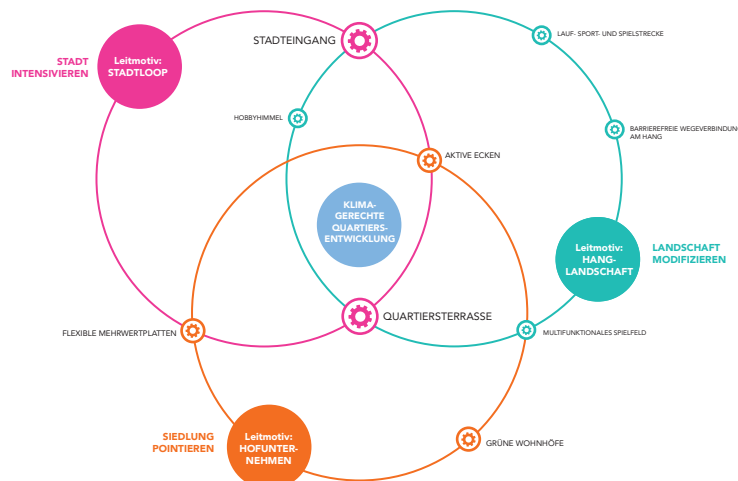 LAUF- SPORT- UND SPIELSTRECKE
STADTEINGANG
STADT
INTENSIVIEREN
Leitmotiv:
STADTLOOP
HOBBYHIMMEL
BARRIEREFREIE WEGEVERBINDUNG
AM HANG
AKTIVE ECKEN
KLIMA-
GERECHTE
QUARTIERS-
ENTWICKLUNG
Leitmotiv:
HANG-
LANDSCHAFT
LANDSCHAFT
MODIFIZIEREN
QUARTIERSTERRASSE
FLEXIBLE MEHRWERTPLATTEN
MULTIFUNKTIONALES SPIELFELD
SIEDLUNG
POINTIEREN
Leitmotiv:
HOFUNTER-
NEHMEN
GRÜNE WOHNHÖFE